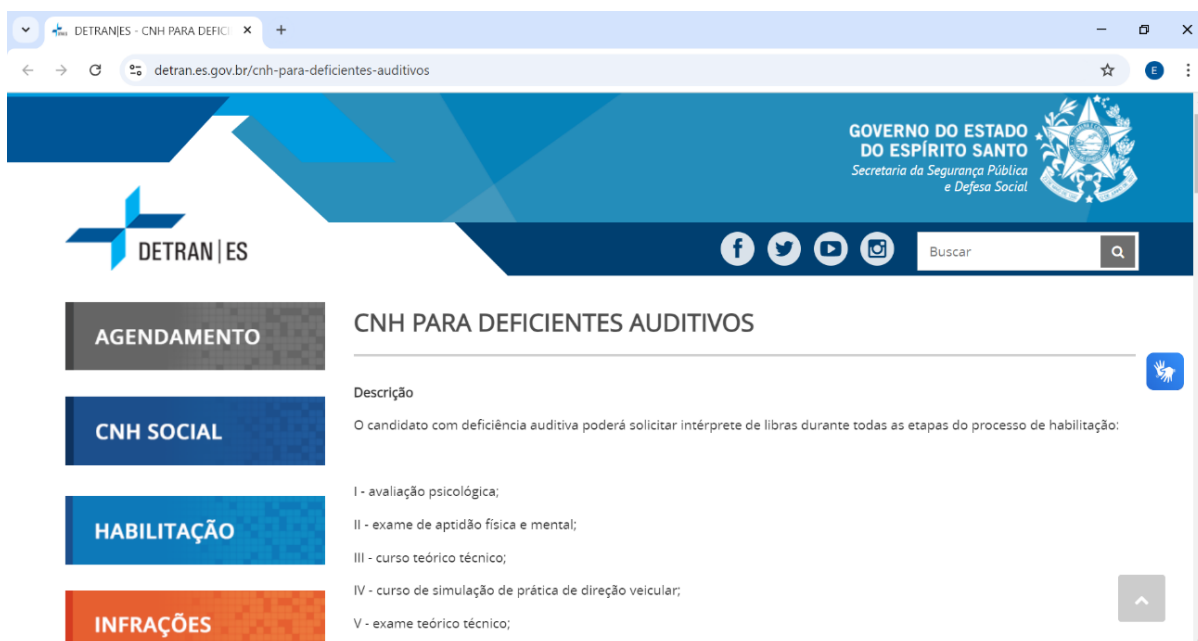 DETRAN|ES - CNH PARA DEFICI
detran.es.gov.br/cnh-para-deficientes-auditivos
GOVERNO DO ESTADO
DO ESPÍRITO SANTO
Secretaria da Segurança Pública
e Defesa Social
DETRAN|ES
Buscar
AGENDAMENTO
CNH SOCIAL
HABILITAÇÃO
INFRAÇÕES
CNH PARA DEFICIENTES AUDITIVOS
Descrição
O candidato com deficiência auditiva poderá solicitar intérprete de libras durante todas as etapas do processo de habilitação:
I - avaliação psicológica;
II - exame de aptidão física e mental;
III - curso teórico técnico;
IV - curso de simulação de prática de direção veicular;
V - exame teórico técnico;